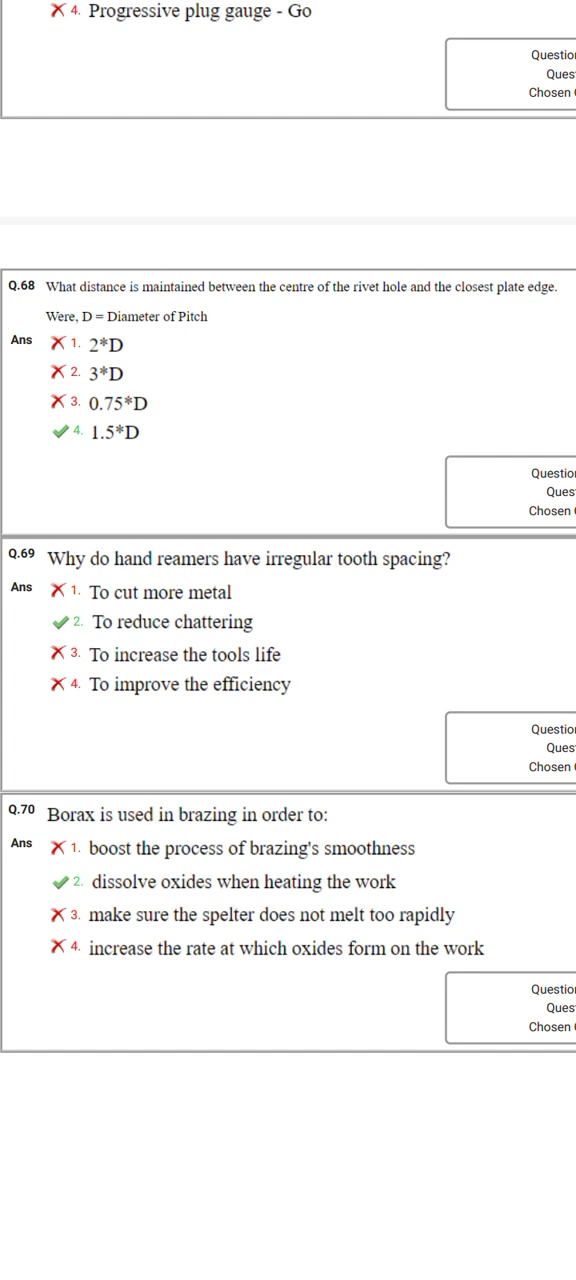 4. Progressive plug gauge - Go
Questio
Ques
Chosen
Q.68 What distance is maintained between the centre of the rivet hole and the closest plate edge.
Were, D = Diameter of Pitch
Ans 1. 2*D
2. 3*D
3. 0.75*D
4. 1.5*D
Questio
Ques
Chosen
Q.69 Why do hand reamers have irregular tooth spacing?
Ans 1. To cut more metal
2. To reduce chattering
3. To increase the tools life
4. To improve the efficiency
Questio
Ques
Chosen
Q.70 Borax is used in brazing in order to:
Ans 1. boost the process of brazing's smoothness
2. dissolve oxides when heating the work
3. make sure the spelter does not melt too rapidly
4. increase the rate at which oxides form on the work
Questio
Ques
Chosen